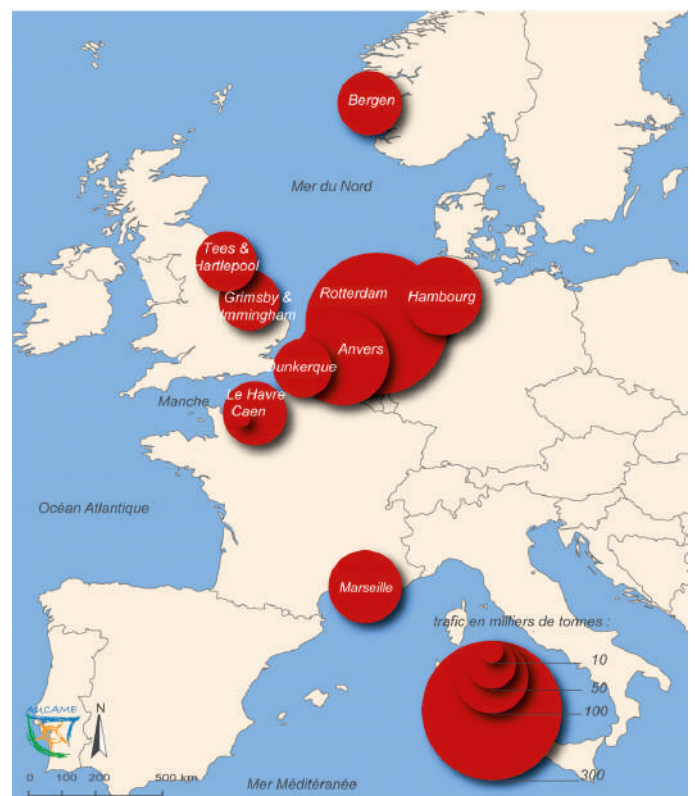 Bergen
Mer du Nord
Tees &
Hartlepool
Grimsby &
Immingham
Rotterdam
Hambourg
Anvers
Dunkerque
Manche
Le Havre
Caen
Océan Atlantique
Marseille
trafic en milliers de tonnes :
10
50
100
300
AUCAME
N
0 100 200 500 km
Mer Méditéranée